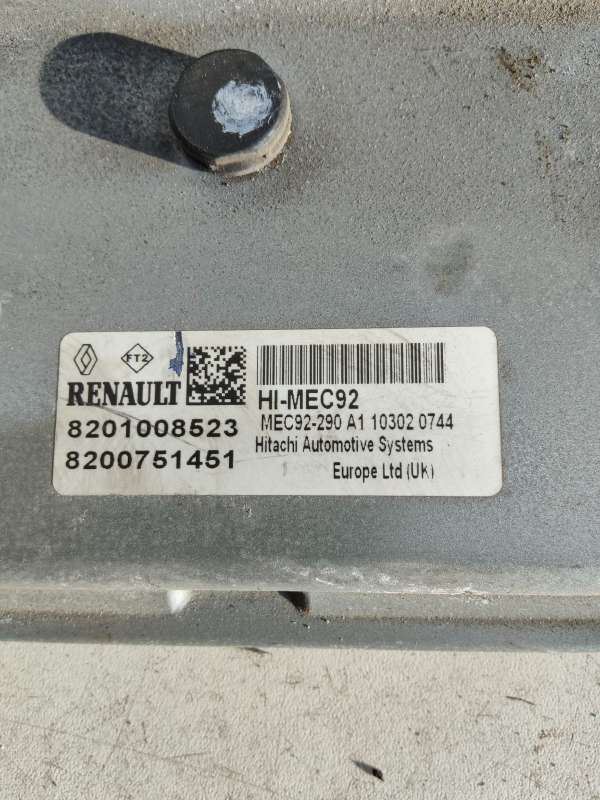 FT2
RENAULT
8201008523
8200751451
HI-MEC92
MEC92-290 A1 10302 0744
Hitachi Automotive Systems
Europe Ltd (UK)